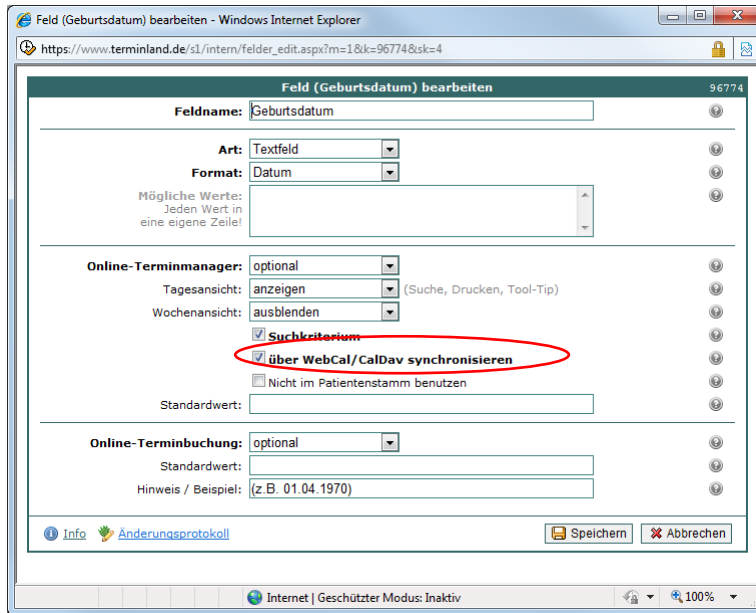 Feld (Geburtsdatum) bearbeiten - Windows Internet Explorer
https://www.terminland.de/s1/intern/felder_edit.aspx?m=1&k=96774&sk=4
Feld (Geburtsdatum) bearbeiten 96774
Feldname: Geburtsdatum
Art: Textfeld
Format: Datum
Mögliche Werte:
Jeden Wert in
eine eigene Zeile!
Online-Terminmanager: optional
Tagesansicht: anzeigen (Suche, Drucken, Tool-Tip)
Wochenansicht: ausblenden
Suchkriterium
über WebCal/CalDav synchronisieren
Nicht im Patientenstamm benutzen
Standardwert:
Online-Terminbuchung: optional
Standardwert:
Hinweis / Beispiel: (z.B. 01.04.1970)
Info Änderungsprotokoll Speichern Abbrechen
Internet | Geschützter Modus: Inaktiv 100%